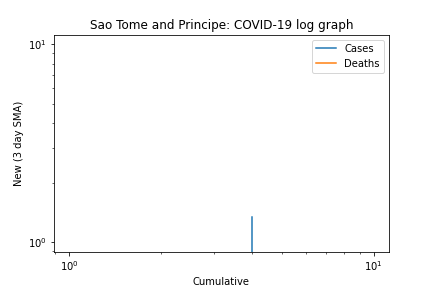 Sao Tome and Principe: COVID-19 log graph
Cases
Deaths
10¹
New (3 day SMA)
10⁰
10⁰
10¹
Cumulative